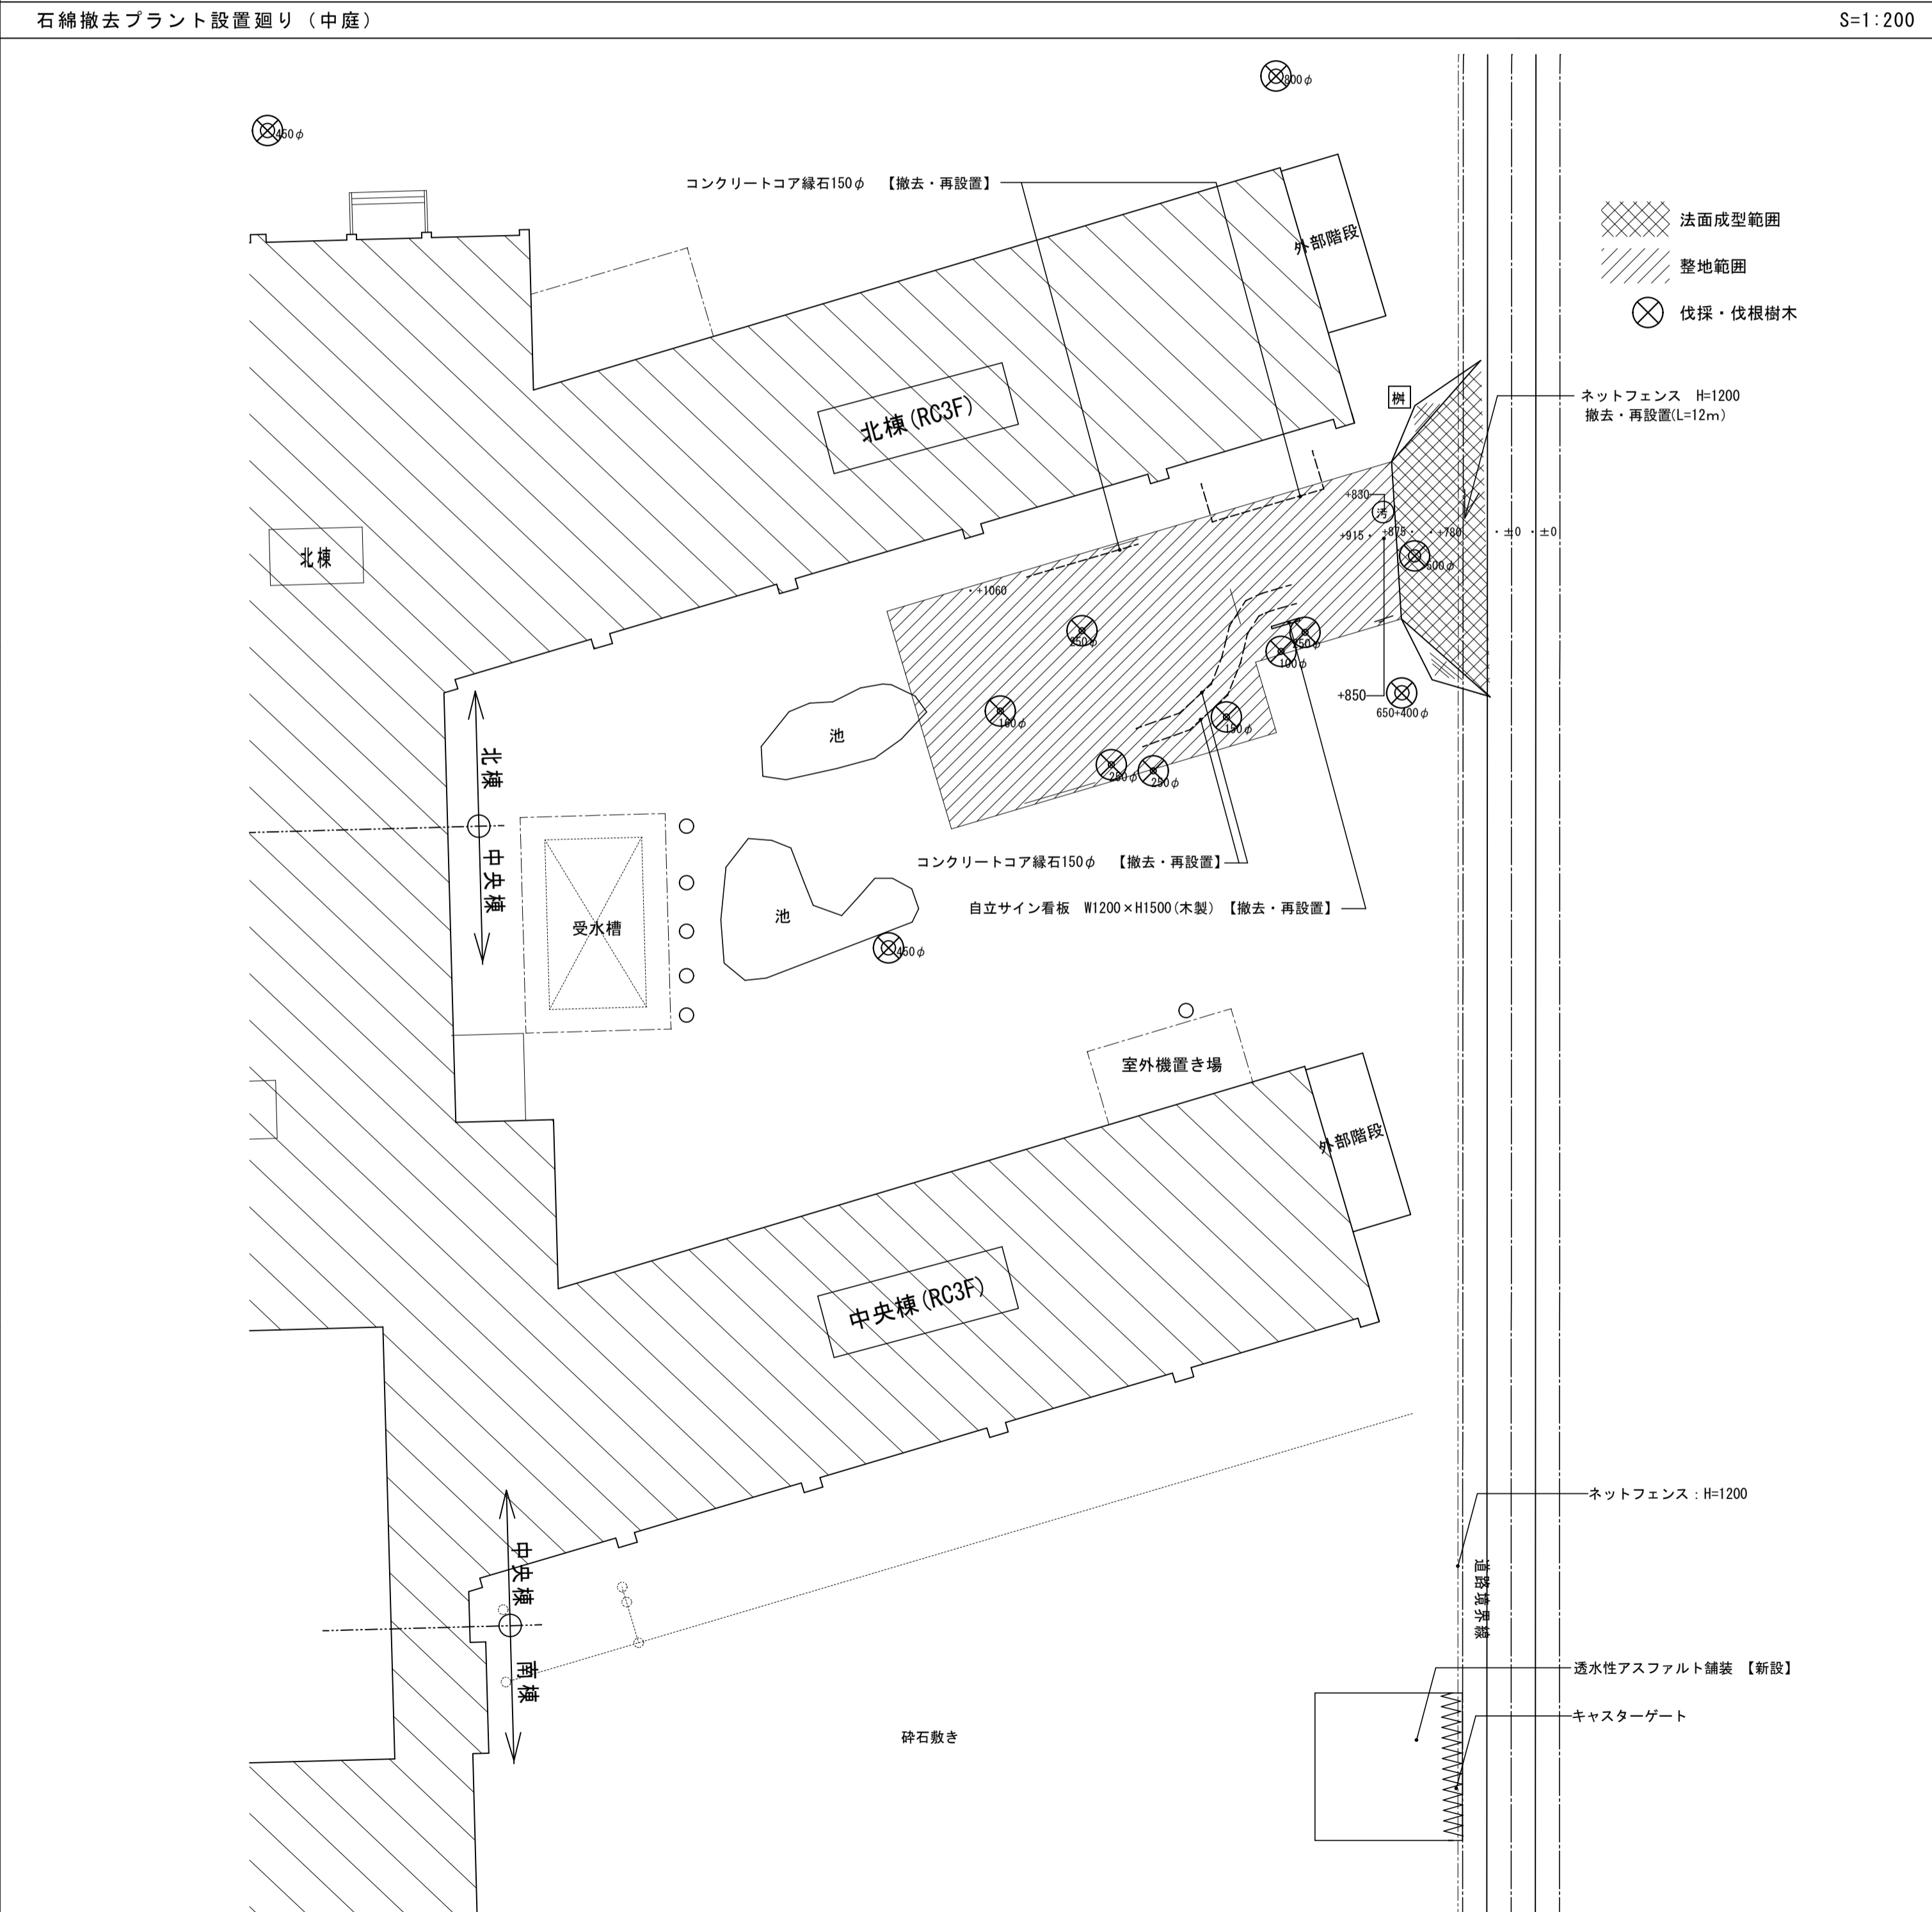 石綿撤去プラント設置廻り（中庭）
S=1:200
800φ
450φ
コンクリートコア縁石150φ　【撤去・再設置】
外部階段
法面成型範囲
整地範囲
伐採・伐根樹木
北棟(RC3F)
ネットフェンス　H=1200
撤去・再設置(L=12m)
+830
汚
+915
+875
+780
±0
±0
600φ
北棟
+1060
250φ
250φ
100φ
+850
650+400φ
160φ
150φ
池
北棟
250φ
中央棟
コンクリートコア縁石150φ　【撤去・再設置】
自立サイン看板　W1200×H1500(木製)　【撤去・再設置】
池
受水槽
450φ
室外機置き場
外部階段
中央棟(RC3F)
ネットフェンス：H=1200
中央棟
道路境界線
南棟
透水性アスファルト舗装　【新設】
キャスターゲート
砕石敷き